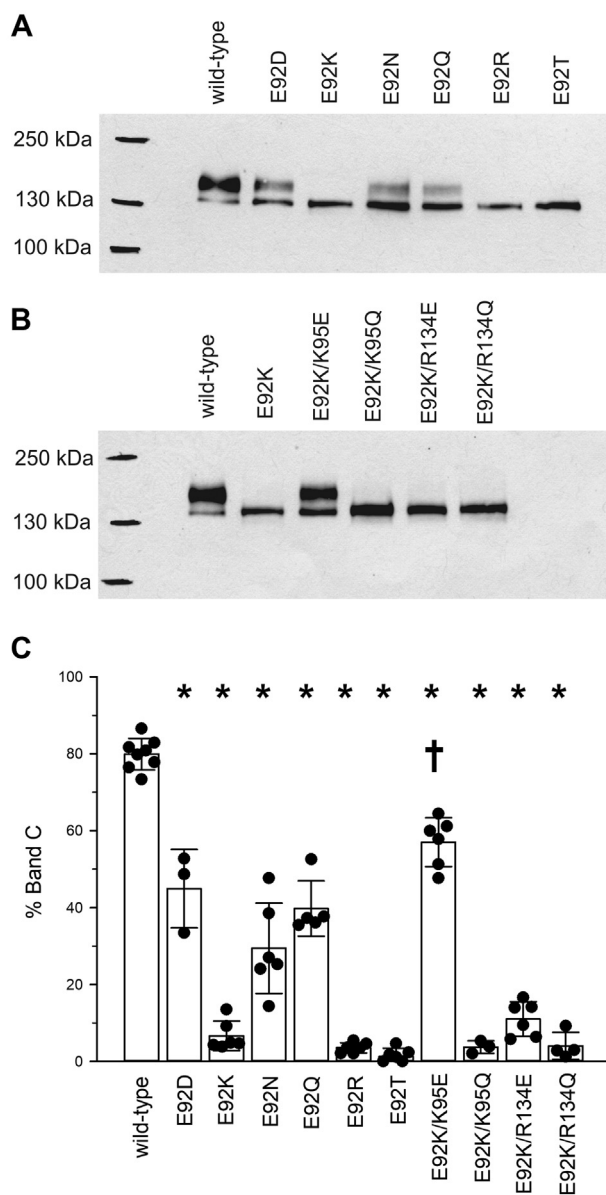 A
wild-type E92D E92K E92N E92Q E92R E92T
250 kDa
130 kDa
100 kDa
B
wild-type E92K E92K/K95E E92K/K95Q E92K/R134E E92K/R134Q
250 kDa
130 kDa
100 kDa
C
100
* * * * * * * * * *
†
80
60
40
20
0
% Band C
wild-type E92D E92K E92N E92Q E92R E92T E92K/K95E E92K/K95Q E92K/R134E E92K/R134Q